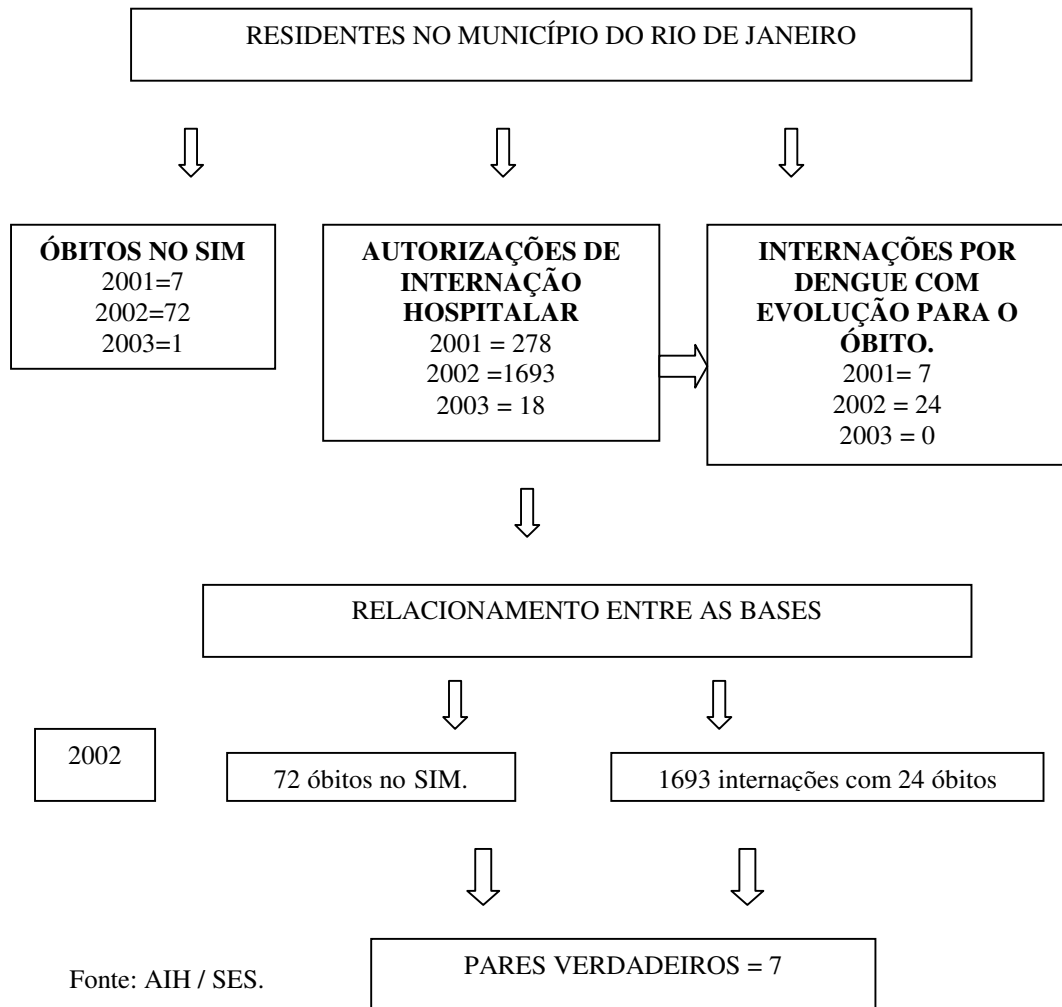 RESIDENTES NO MUNICÍPIO DO RIO DE JANEIRO
ÓBITOS NO SIM
2001=7
2002=72
2003=1
AUTORIZAÇÕES DE
INTERNAÇÃO
HOSPITALAR
2001 = 278
2002 =1693
2003 = 18
INTERNAÇÕES POR
DENGUE COM
EVOLUÇÃO PARA O
ÓBITO.
2001= 7
2002 = 24
2003 = 0
RELACIONAMENTO ENTRE AS BASES
2002
72 óbitos no SIM.
1693 internações com 24 óbitos
PARES VERDADEIROS = 7
Fonte: AIH / SES.